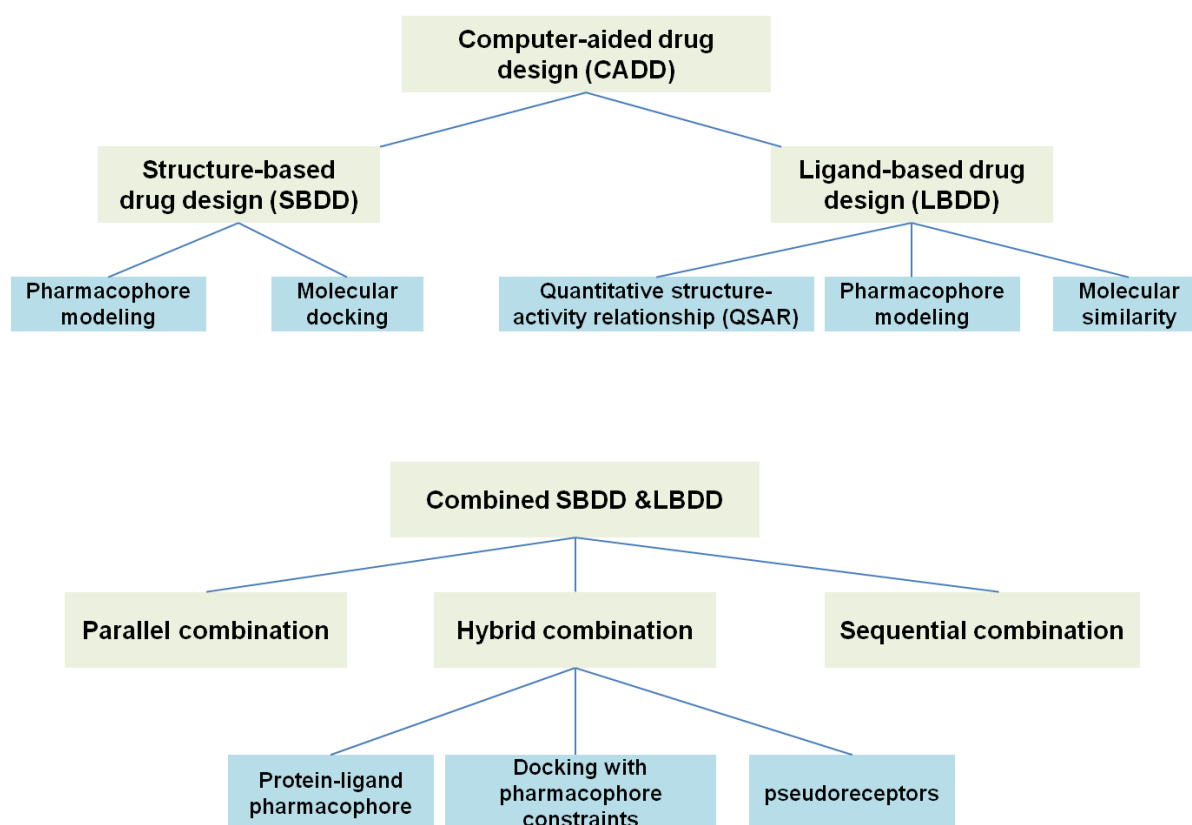 Computer-aided drug
design (CADD)
Structure-based
drug design (SBDD)
Ligand-based drug
design (LBDD)
Pharmacophore
modeling
Molecular
docking
Quantitative structure-
activity relationship (QSAR)
Pharmacophore
modeling
Molecular
similarity
Combined SBDD &LBDD
Parallel combination
Hybrid combination
Sequential combination
Protein-ligand
pharmacophore
Docking with
pharmacophore
constraints
pseudoreceptors